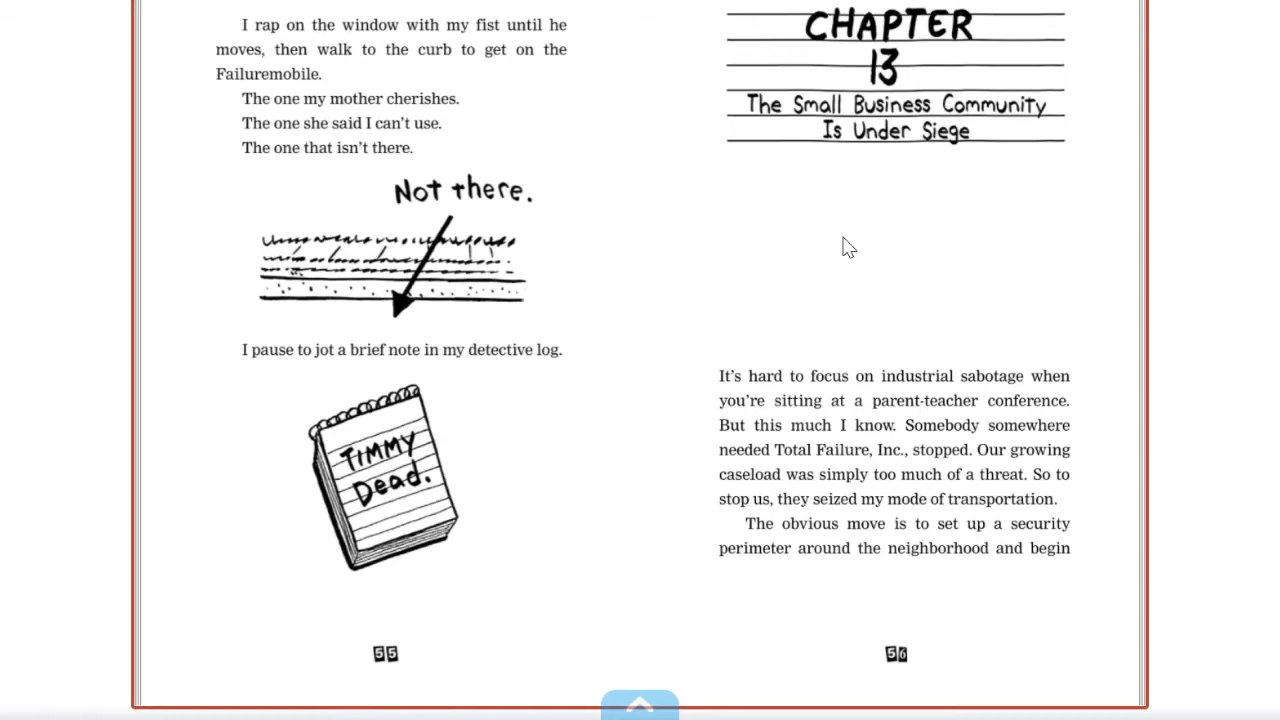 I rap on the window with my fist until he
moves, then walk to the curb to get on the
Failuremobile.
The one my mother cherishes.
The one she said I can't use.
The one that isn't there.
Not there.
I pause to jot a brief note in my detective log.
TIMMY
Dead.
55
CHAPTER
13
The Small Business Community
Is Under Siege
It's hard to focus on industrial sabotage when
you're sitting at a parent-teacher conference.
But this much I know. Somebody somewhere
needed Total Failure, Inc., stopped. Our growing
caseload was simply too much of a threat. So to
stop us, they seized my mode of transportation.
The obvious move is to set up a security
perimeter around the neighborhood and begin
56